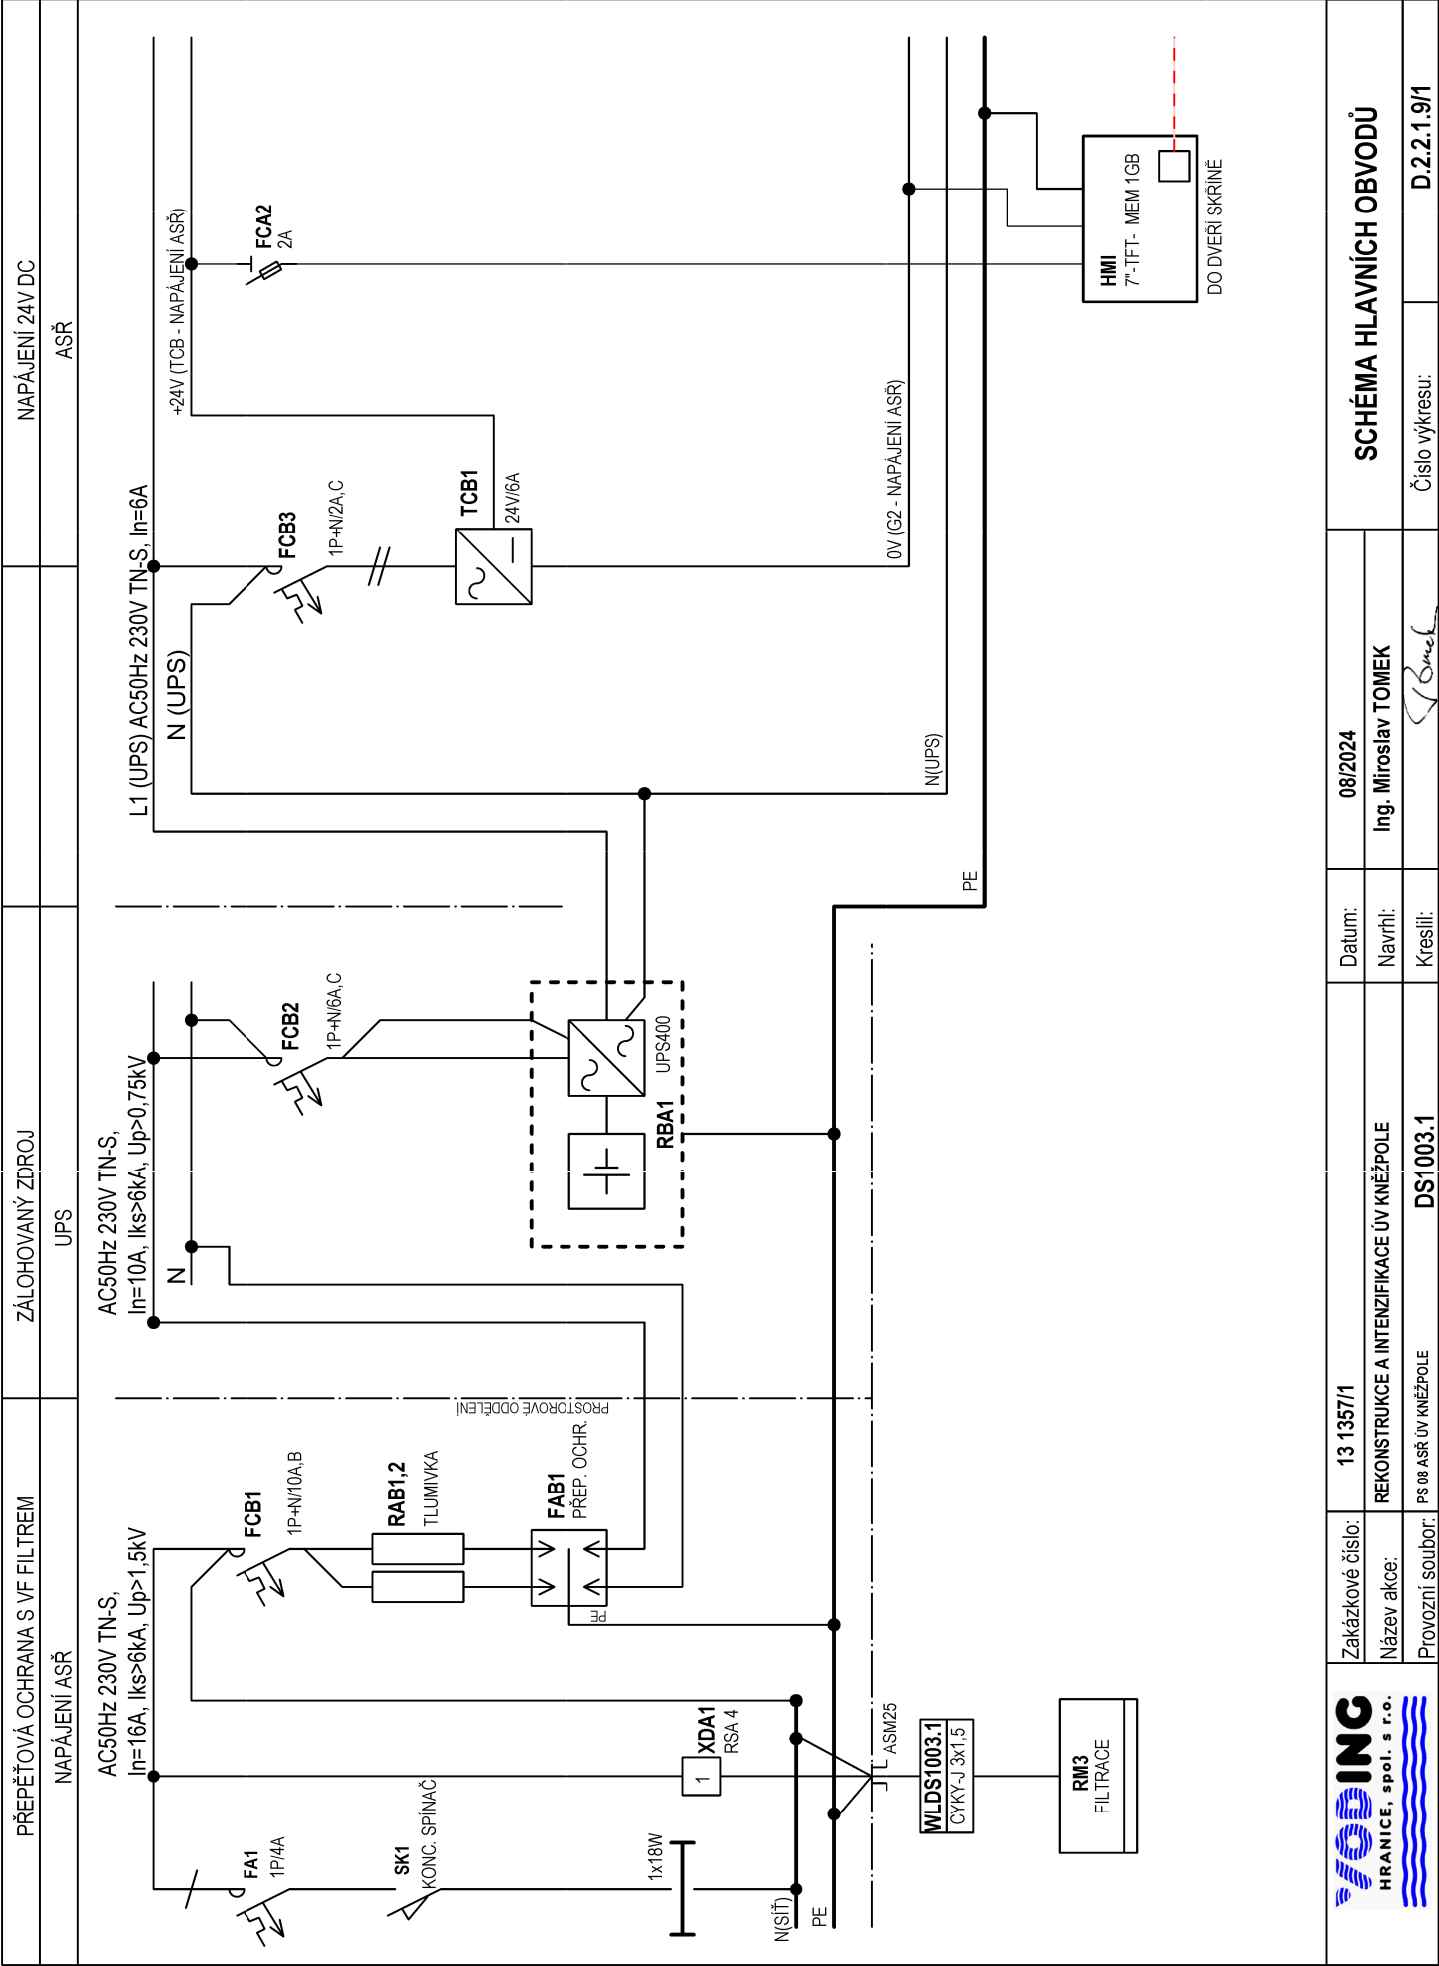 PŘEPĚŤOVÁ OCHRANA S VF FILTREM
ZÁLOHOVANÝ ZDROJ
NAPÁJENÍ 24V DC
NAPÁJENÍ ASŘ
UPS
ASŘ
AC50Hz 230V TN-S,
In=16A, Iks>6kA, Up>1,5kV
FA1
1P/4A
SK1
KONC. SPÍNAČ
1x18W
N(SÍŤ)
PE
FCB1
1P+N/10A,B
RAB1,2
TLUMIVKA
FAB1
PŘEP. OCHR.
PE
PROSTOROVÉ ODDĚLENÍ
1
XDA1
RSA 4
ASM25
WLDS1003.1
CYKY-J 3x1,5
RM3
FILTRACE
AC50Hz 230V TN-S,
In=10A, Iks>6kA, Up>0,75kV
N
FCB2
1P+N/6A,C
UPS400
RBA1
L1 (UPS) AC50Hz 230V TN-S, In=6A
N (UPS)
FCB3
1P+N/2A,C
TCB1
24V/6A
+24V (TCB - NAPÁJENÍ ASŘ)
FCA2
2A
0V (G2 - NAPÁJENÍ ASŘ)
N(UPS)
PE
HMI
7"-TFT- MEM 1GB
DO DVEŘÍ SKŘÍNĚ
VODING
HRANICE, spol. s r.o.
Zakázkové číslo:
13 1357/1
Název akce:
REKONSTRUKCE A INTENZIFIKACE ÚV KNĚŽPOLE
Provozní soubor:
PS 08 ASŘ ÚV KNĚŽPOLE
DS1003.1
Datum:
08/2024
Navrhl:
Ing. Miroslav TOMEK
Kreslil:
Tomek
SCHÉMA HLAVNÍCH OBVODŮ
Číslo výkresu:
D.2.2.1.9/1